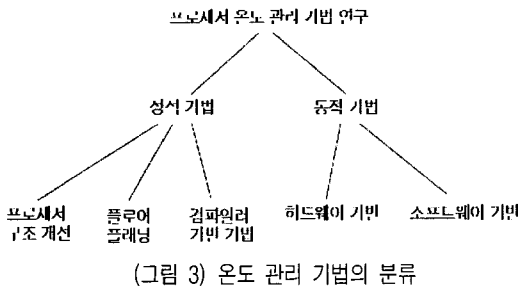 프로세서 온도 관리 기법 연구
정적 기법
동적 기법
프로세서
구조 개선
플로어
플래닝
컴파일러
기반 기법
하드웨어 기반
소프트웨어 기반
(그림 3) 온도 관리 기법의 분류